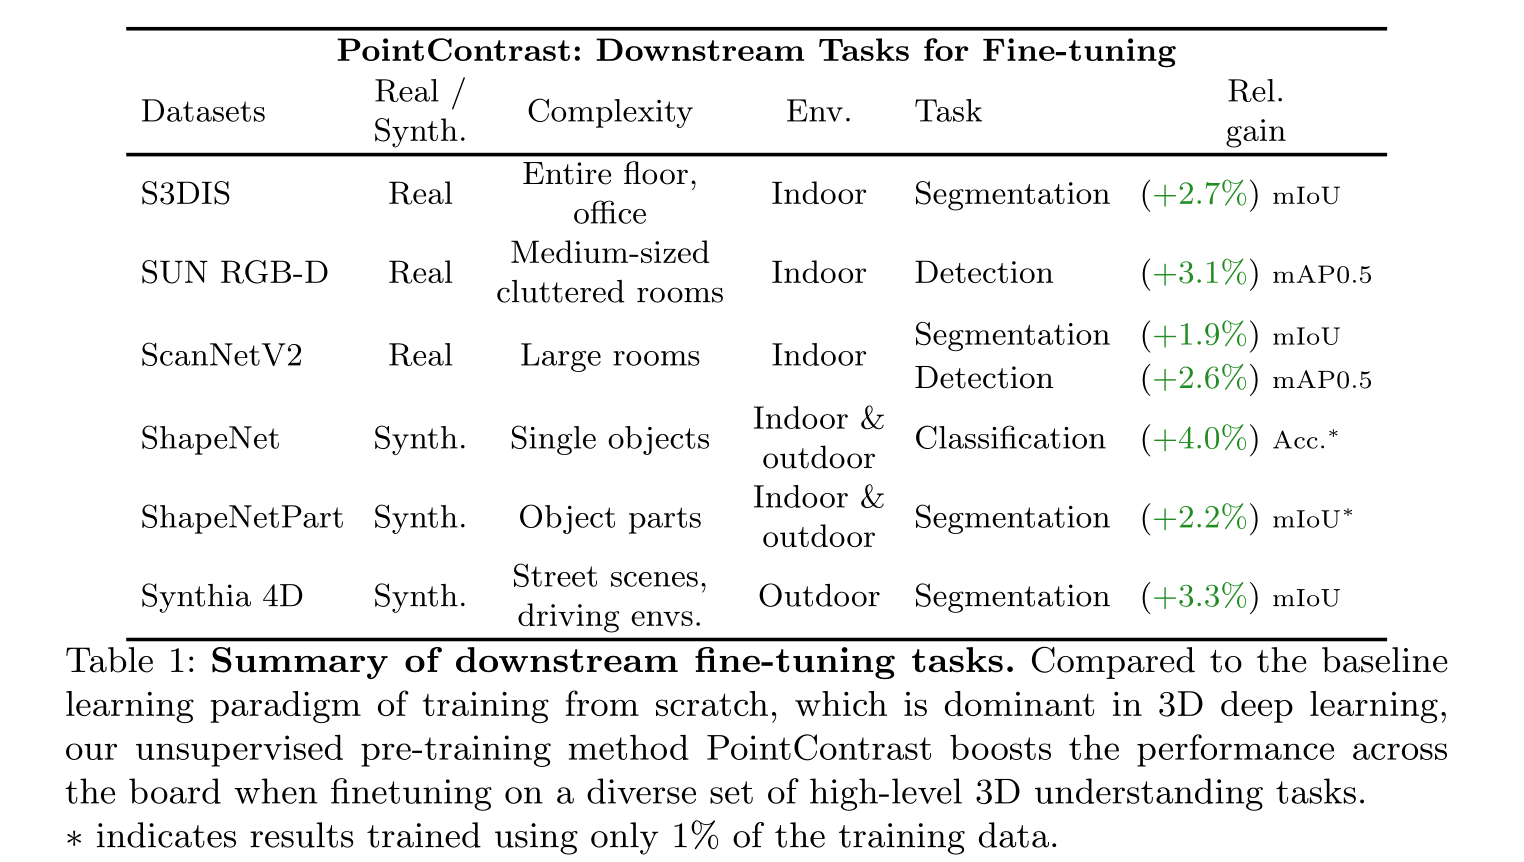 PointContrast: Downstream Tasks for Fine-tuning
Datasets Real / Synth. Complexity Env. Task Rel. gain
S3DIS Real Entire floor, office Indoor Segmentation (+2.7%) mIoU
SUN RGB-D Real Medium-sized cluttered rooms Indoor Detection (+3.1%) mAP0.5
ScanNetV2 Real Large rooms Indoor Segmentation (+1.9%) mIoU
Detection (+2.6%) mAP0.5
ShapeNet Synth. Single objects Indoor & outdoor Classification (+4.0%) Acc.*
ShapeNetPart Synth. Object parts Indoor & outdoor Segmentation (+2.2%) mIoU*
Synthia 4D Synth. Street scenes, driving envs. Outdoor Segmentation (+3.3%) mIoU
Table 1: Summary of downstream fine-tuning tasks. Compared to the baseline
learning paradigm of training from scratch, which is dominant in 3D deep learning,
our unsupervised pre-training method PointContrast boosts the performance across
the board when finetuning on a diverse set of high-level 3D understanding tasks.
* indicates results trained using only 1% of the training data.